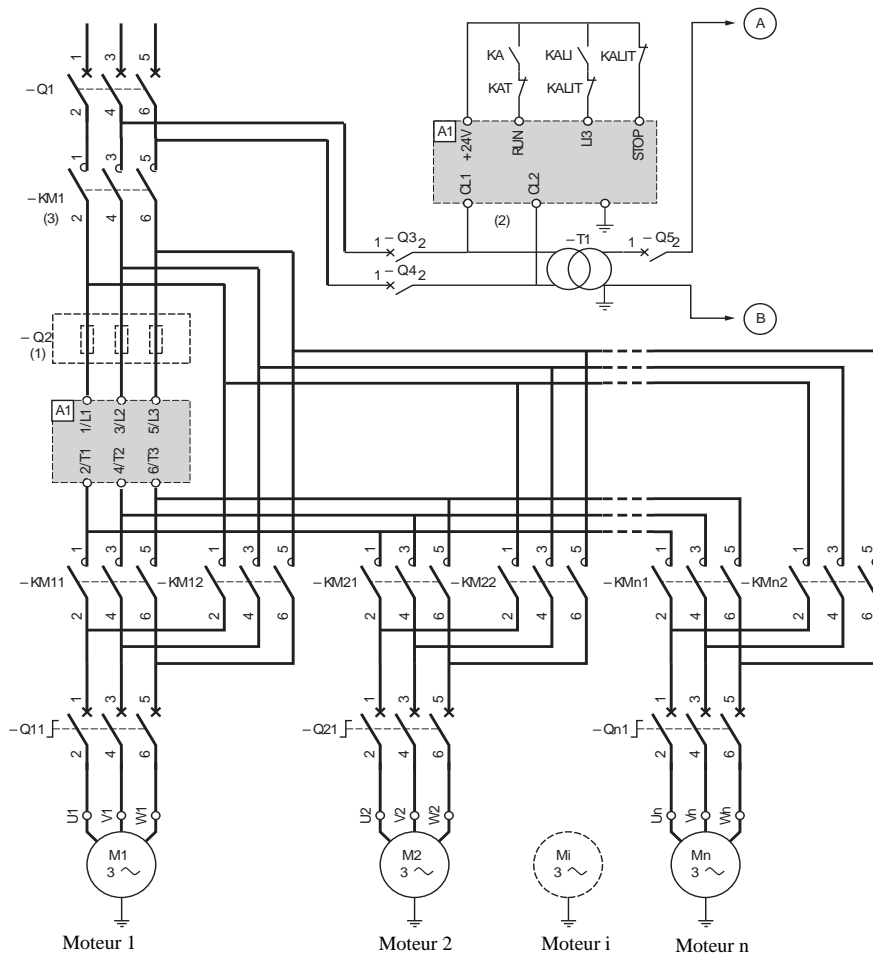 1 3 5
A
KA KALI KALIT
KAT KALIT
– Q1
2 4 6
A1 +24V RUN LI3 STOP
CL1 CL2
1 3 5
– KM1
(3)
2 4 6
(2)
1 – Q3 2
– T1
1 – Q5 2
1 – Q4 2
B
– Q2
(1)
A1 1/L1 3/L2 5/L3
2/T1 4/T2 6/T3
1 3 5 1 3 5 1 3 5 1 3 5 1 3 5 1 3 5
– KM11 – KM12 – KM21 – KM22 – KMn1 – KMn2
2 4 6 2 4 6 2 4 6 2 4 6 2 4 6 2 4 6
1 3 5 1 3 5 1 3 5
– Q11 – Q21 – Qn1
2 4 6 2 4 6 2 4 6
U1 V1 W1 U2 V2 W2 Un Vn Wn
M1 M2 Mi Mn
3 ~ 3 ~ 3 ~ 3 ~
Moteur 1 Moteur 2 Moteur i Moteur n